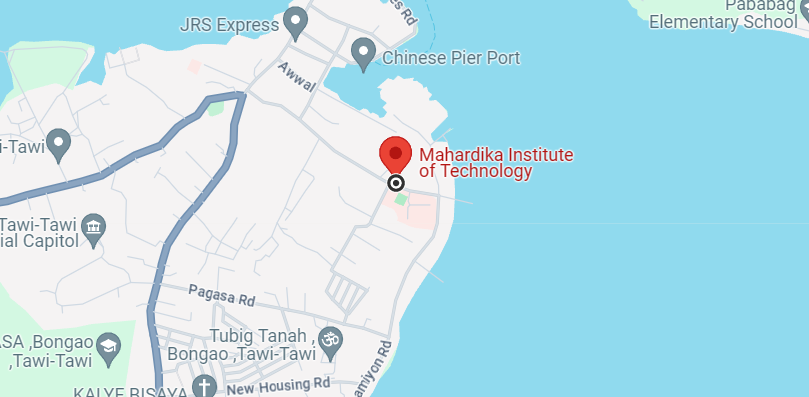 es Rd
Pababag
Elementary School
JRS Express
Chinese Pier Port
Awwal
i-Tawi
Mahardika Institute
of Technology
Tawi-Tawi
ial Capitol
Pagasa Rd
Tubig Tanah ,
Bongao ,Tawi-Tawi
ASA ,Bongao
,Tawi-Tawi
KALYE BISAYA
New Housing Rd
amiyon Rd